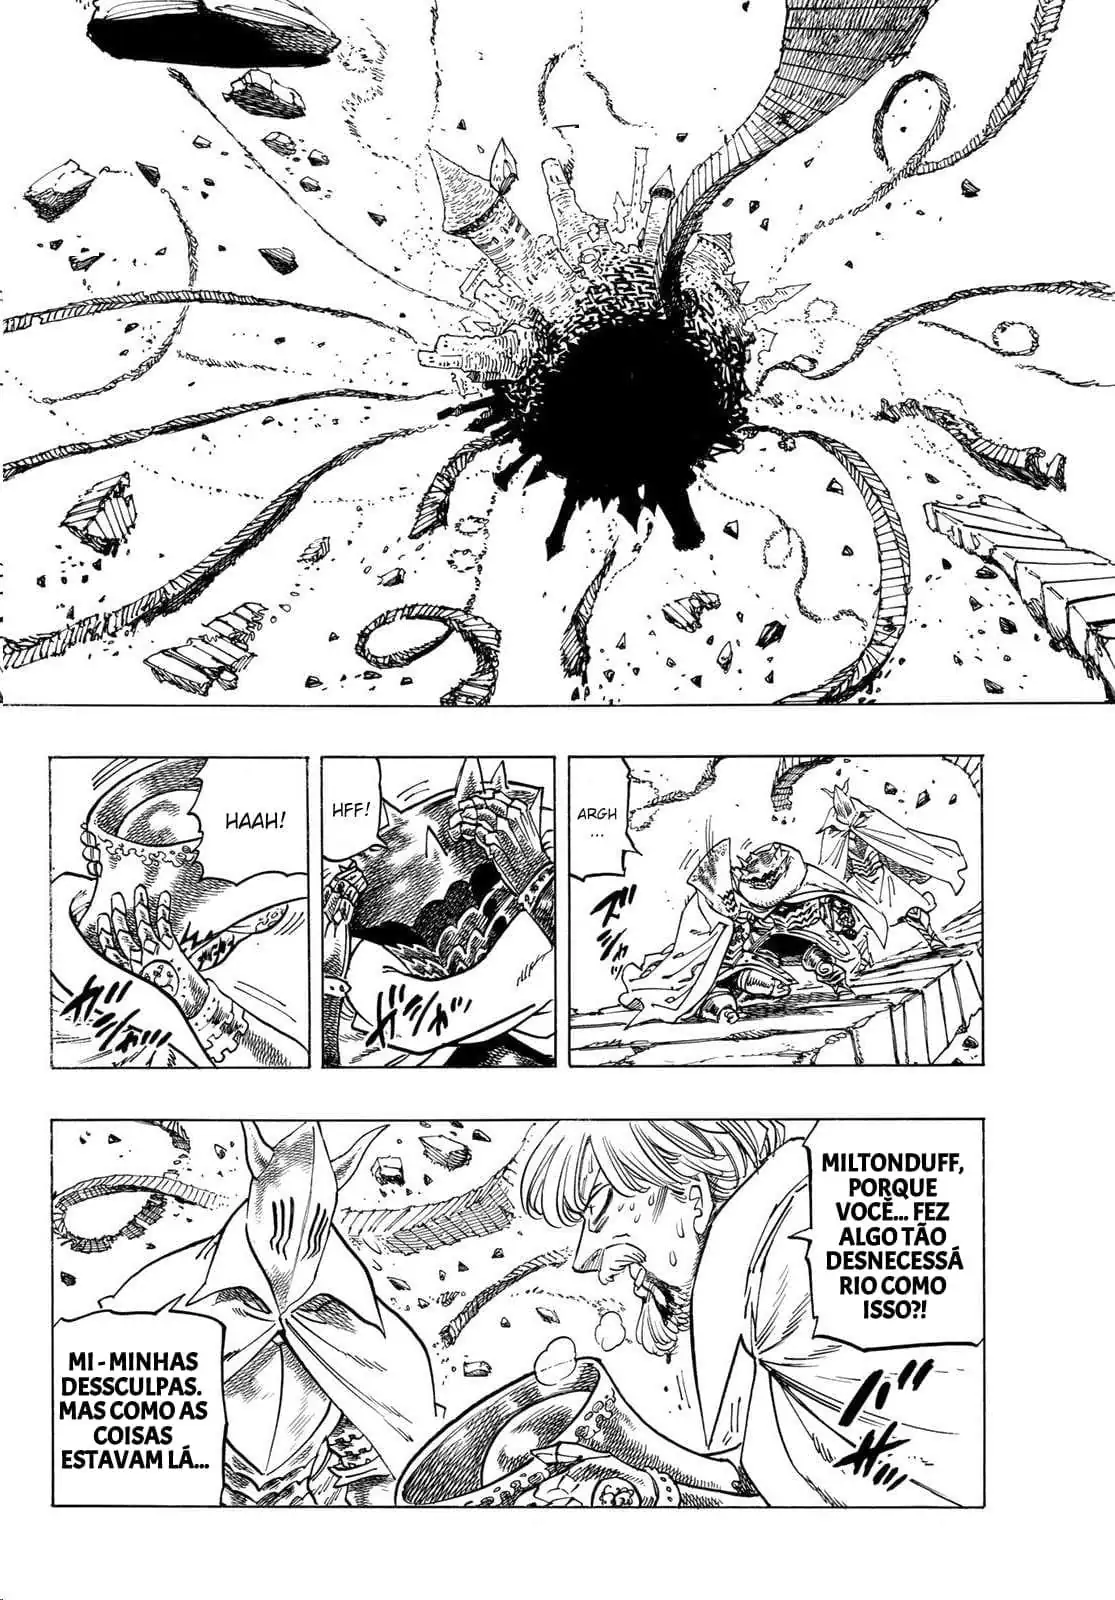 ARGH
...
HFF!
HAAH!
MILTONDUFF,
PORQUE
VOCÊ... FEZ
ALGO TÃO
DESNECESSÁ
RIO COMO
ISSO?!
MI - MINHAS
DESSCULPAS.
MAS COMO AS
COISAS
ESTAVAM LÁ...